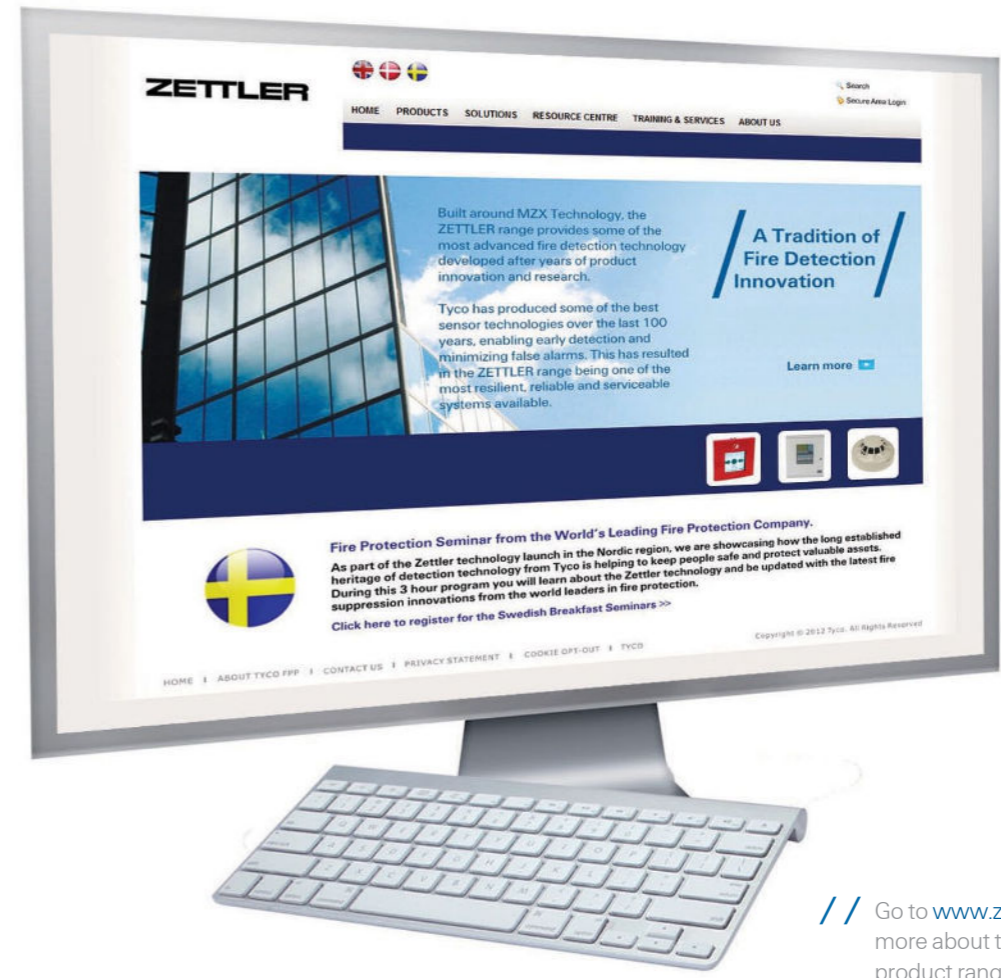 ZETTLER
Search
Secure Area Login
HOME PRODUCTS SOLUTIONS RESOURCE CENTRE TRAINING & SERVICES ABOUT US
Built around MZX Technology, the
ZETTLER range provides some of the
most advanced fire detection technology
developed after years of product
innovation and research.
Tyco has produced some of the best
sensor technologies over the last 100
years, enabling early detection and
minimizing false alarms. This has resulted
in the ZETTLER range being one of the
most resilient, reliable and serviceable
systems available.
A Tradition of
Fire Detection
Innovation
Learn more
Fire Protection Seminar from the World's Leading Fire Protection Company.
As part of the Zettler technology launch in the Nordic region, we are showcasing how the long established
heritage of detection technology from Tyco is helping to keep people safe and protect valuable assets.
During this 3 hour program you will learn about the Zettler technology and be updated with the latest fire
suppression innovations from the world leaders in fire protection.
Click here to register for the Swedish Breakfast Seminars >>
HOME I ABOUT TYCO FPP I CONTACT US I PRIVACY STATEMENT I COOKIE OPT-OUT I TYCO
Copyright © 2012 Tyco. All Rights Reserved
// Go to www.z
more about t
product rang